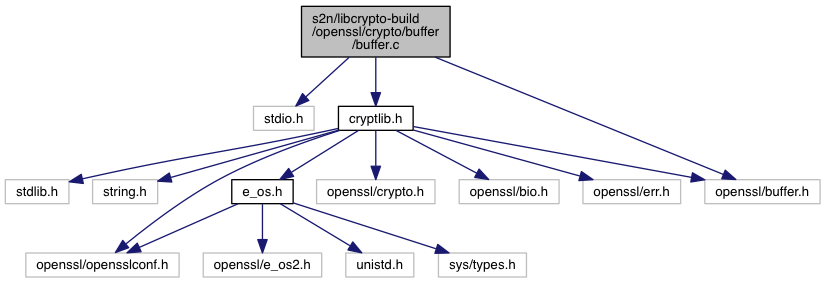 s2n/libcrypto-build
/openssl/crypto/buffer
/buffer.c
stdio.h
cryptlib.h
stdlib.h
string.h
e_os.h
openssl/crypto.h
openssl/bio.h
openssl/err.h
openssl/buffer.h
openssl/opensslconf.h
openssl/e_os2.h
unistd.h
sys/types.h